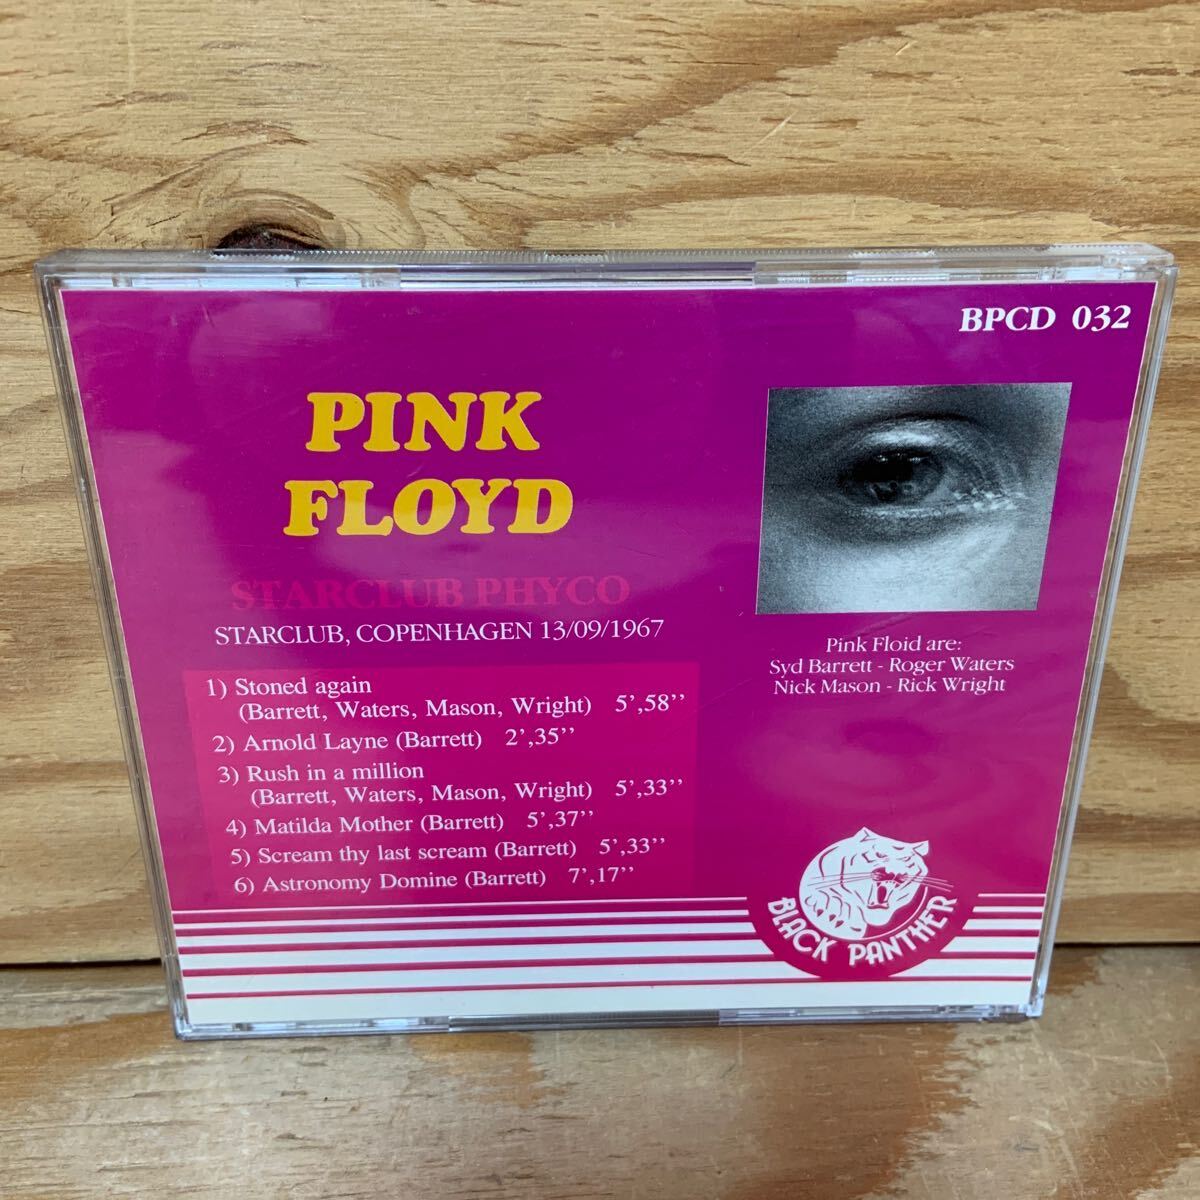 BPCD 032
PINK
FLOYD
STARCLUB PHYCO
STARCLUB, COPENHAGEN 13/09/1967
1) Stoned again
(Barrett, Waters, Mason, Wright) 5',58''
2) Arnold Layne (Barrett) 2',35''
3) Rush in a million
(Barrett, Waters, Mason, Wright) 5',33''
4) Matilda Mother (Barrett) 5',37''
5) Scream thy last scream (Barrett) 5',33''
6) Astronomy Domine (Barrett) 7',17''
Pink Floid are:
Syd Barrett - Roger Waters
Nick Mason - Rick Wright
BLACK PANTHER